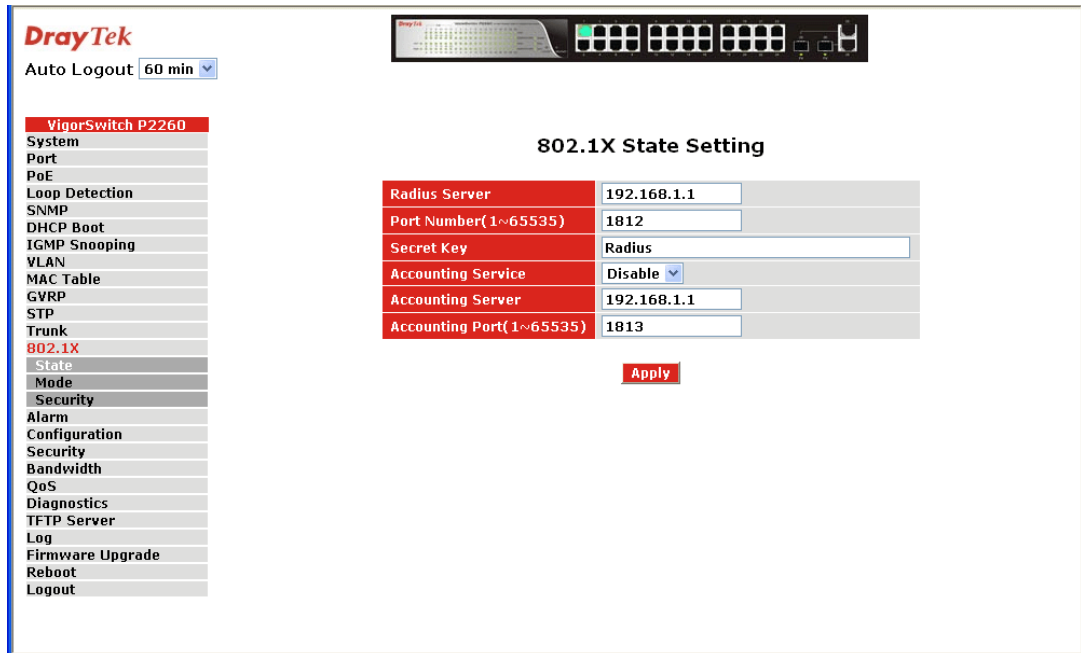 DrayTek
Auto Logout 60 min
VigorSwitch P2260
System
Port
PoE
Loop Detection
SNMP
DHCP Boot
IGMP Snooping
VLAN
MAC Table
GVRP
STP
Trunk
802.1X
State
Mode
Security
Alarm
Configuration
Security
Bandwidth
QoS
Diagnostics
TFTP Server
Log
Firmware Upgrade
Reboot
Logout
802.1X State Setting
Radius Server 192.168.1.1
Port Number(1~65535) 1812
Secret Key Radius
Accounting Service Disable
Accounting Server 192.168.1.1
Accounting Port(1~65535) 1813
Apply